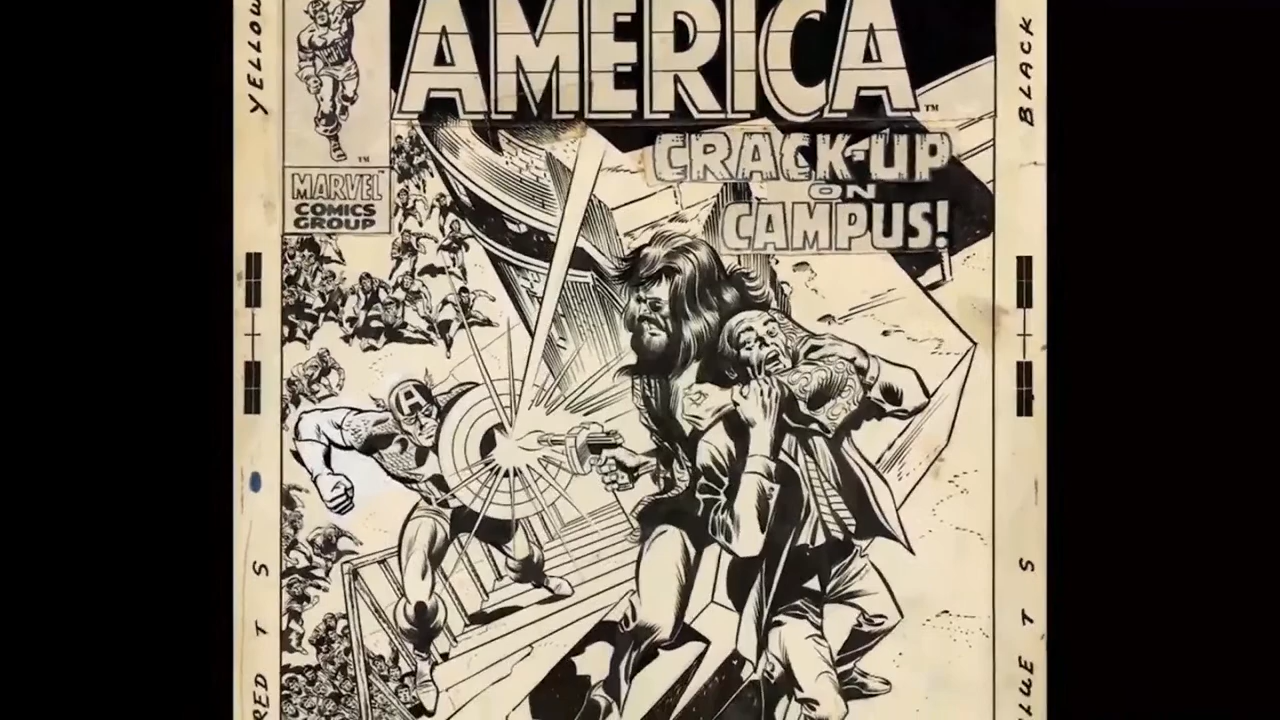 AMERICA
TM
CRACK-UP
ON
CAMPUS!
TM
MARVEL
COMICS
GROUP
A
YELLOW
BLACK
RED T S
BLUE T S